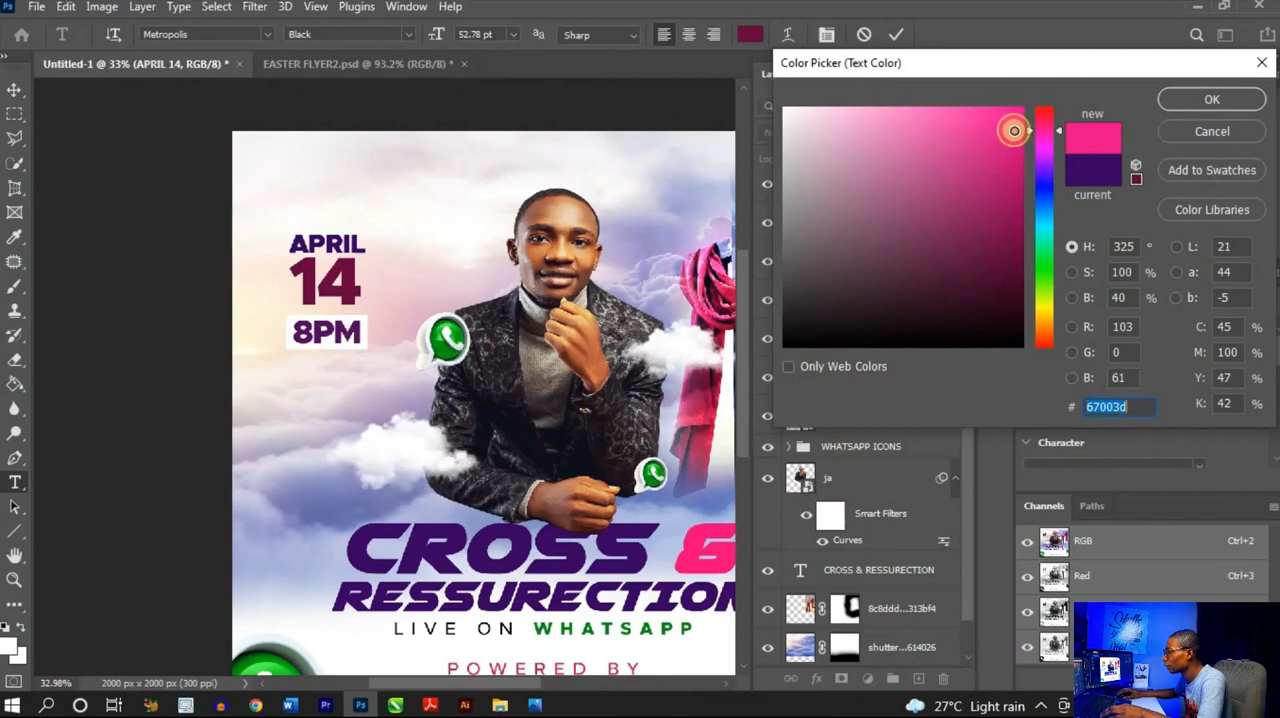 Ps File Edit Image Layer Type Select Filter 3D View Plugins Window Help
T Metropolis Black 52.78 pt Sharp
Untitled-1 @ 33% (APRIL 14, RGB/8) * × EASTER FLYER2.psd @ 93.2% (RGB/8) * ×
Color Picker (Text Color)
new
current
OK
Cancel
Add to Swatches
Color Libraries
H: 325 ° L: 21
S: 100 % a: 44
B: 40 % b: -5
R: 103 C: 45 %
G: 0 M: 100 %
B: 61 Y: 47 %
# 67003d K: 42 %
Only Web Colors
APRIL
14
8PM
CROSS &
RESSURECTION
LIVE ON WHATSAPP
POWERED BY
WHATSAPP ICONS
ja
Smart Filters
Curves
T CROSS & RESSURECTION
8c8ddd...313bf4
shutter...614026
fx
Character
Channels Paths
RGB Ctrl+2
Red Ctrl+3
32.98% 2000 px x 2000 px (300 ppi)
27°C Light rain